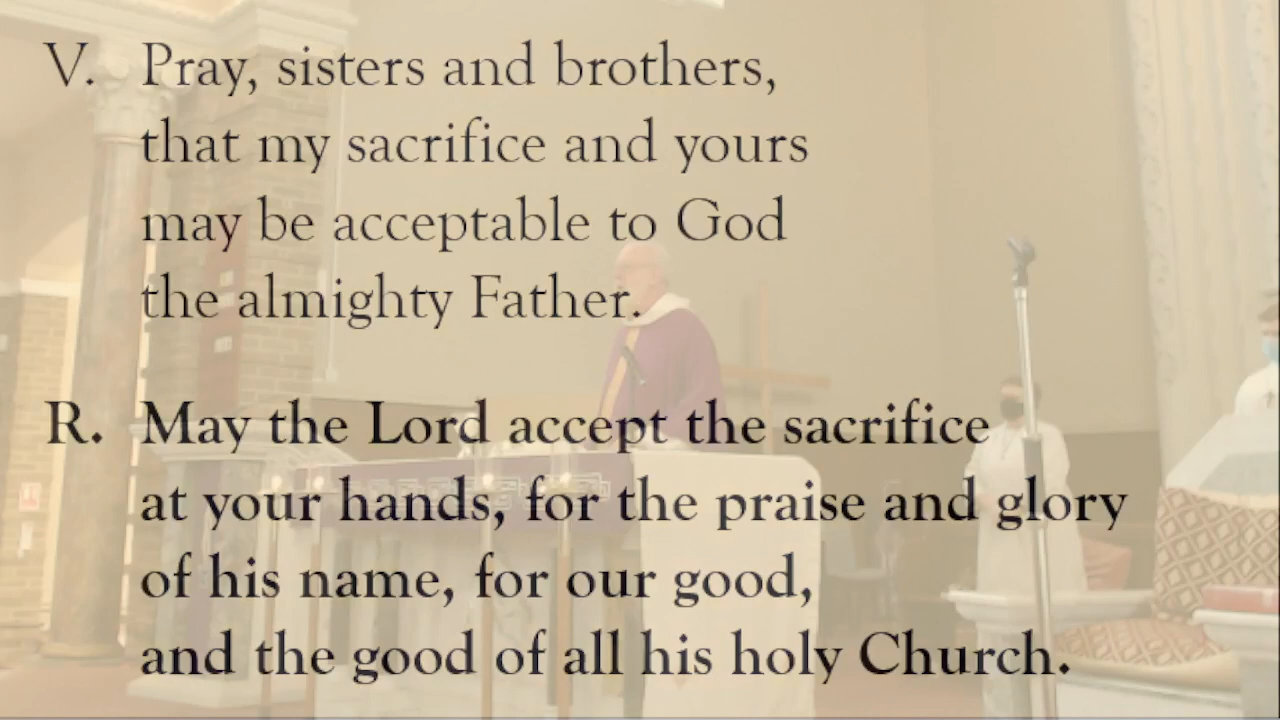 V. Pray, sisters and brothers,
that my sacrifice and yours
may be acceptable to God
the almighty Father.
R. May the Lord accept the sacrifice
at your hands, for the praise and glory
of his name, for our good,
and the good of all his holy Church.